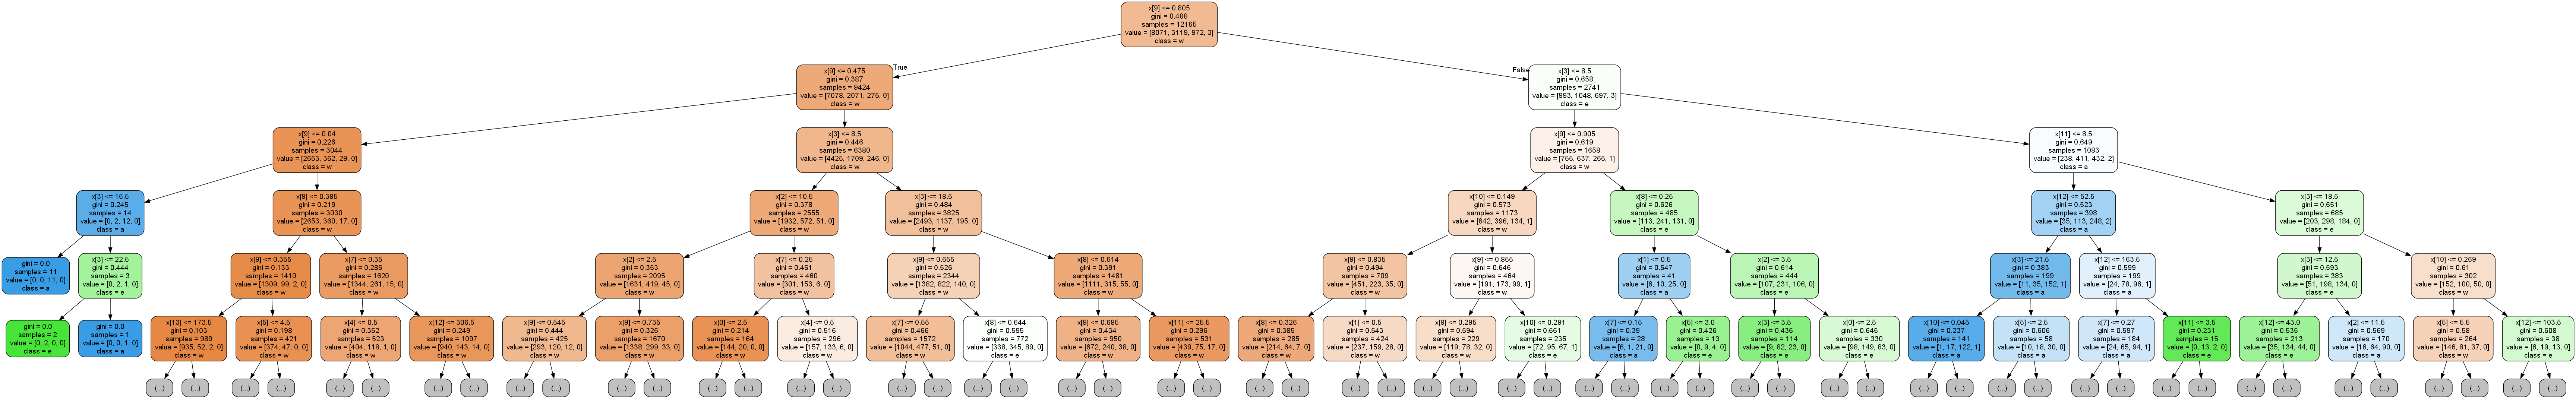 x[9] <= 0.805
gini = 0.488
samples = 12165
value = [8071, 3119, 972, 3]
class = w
True
False
x[9] <= 0.475
gini = 0.387
samples = 9424
value = [7078, 2071, 275, 0]
class = w
x[3] <= 8.5
gini = 0.658
samples = 2741
value = [993, 1048, 697, 3]
class = e
x[9] <= 0.04
gini = 0.226
samples = 3044
value = [2653, 362, 29, 0]
class = w
x[3] <= 8.5
gini = 0.446
samples = 6380
value = [4425, 1709, 246, 0]
class = w
x[9] <= 0.905
gini = 0.619
samples = 1658
value = [755, 637, 265, 1]
class = w
x[11] <= 8.5
gini = 0.649
samples = 1083
value = [238, 411, 432, 2]
class = a
x[3] <= 16.5
gini = 0.245
samples = 14
value = [0, 2, 12, 0]
class = a
x[9] <= 0.385
gini = 0.219
samples = 3030
value = [2653, 360, 17, 0]
class = w
x[2] <= 10.5
gini = 0.378
samples = 2555
value = [1932, 572, 51, 0]
class = w
x[3] <= 18.5
gini = 0.484
samples = 3825
value = [2493, 1137, 195, 0]
class = w
x[10] <= 0.149
gini = 0.573
samples = 1173
value = [642, 396, 134, 1]
class = w
x[8] <= 0.25
gini = 0.626
samples = 485
value = [113, 241, 131, 0]
class = e
x[12] <= 52.5
gini = 0.523
samples = 398
value = [35, 113, 248, 2]
class = a
x[3] <= 18.5
gini = 0.651
samples = 685
value = [203, 298, 184, 0]
class = e
gini = 0.0
samples = 11
value = [0, 0, 11, 0]
class = a
x[3] <= 22.5
gini = 0.444
samples = 3
value = [0, 2, 1, 0]
class = e
x[9] <= 0.355
gini = 0.133
samples = 1410
value = [1309, 99, 2, 0]
class = w
x[7] <= 0.35
gini = 0.286
samples = 1620
value = [1344, 261, 15, 0]
class = w
x[2] <= 2.5
gini = 0.353
samples = 2095
value = [1631, 419, 45, 0]
class = w
x[7] <= 0.25
gini = 0.461
samples = 460
value = [301, 153, 6, 0]
class = w
x[9] <= 0.655
gini = 0.526
samples = 2344
value = [1382, 822, 140, 0]
class = w
x[8] <= 0.614
gini = 0.391
samples = 1481
value = [1111, 315, 55, 0]
class = w
x[9] <= 0.835
gini = 0.494
samples = 709
value = [451, 223, 35, 0]
class = w
x[9] <= 0.855
gini = 0.646
samples = 464
value = [191, 173, 99, 1]
class = w
x[1] <= 0.5
gini = 0.547
samples = 41
value = [6, 10, 25, 0]
class = a
x[2] <= 3.5
gini = 0.614
samples = 444
value = [107, 231, 106, 0]
class = e
x[3] <= 21.5
gini = 0.383
samples = 199
value = [11, 35, 152, 1]
class = a
x[12] <= 163.5
gini = 0.599
samples = 199
value = [24, 78, 96, 1]
class = a
x[3] <= 12.5
gini = 0.593
samples = 383
value = [51, 198, 134, 0]
class = e
x[10] <= 0.269
gini = 0.61
samples = 302
value = [152, 100, 50, 0]
class = w
gini = 0.0
samples = 2
value = [0, 2, 0, 0]
class = e
gini = 0.0
samples = 1
value = [0, 0, 1, 0]
class = a
x[13] <= 173.5
gini = 0.103
samples = 989
value = [935, 52, 2, 0]
class = w
x[5] <= 4.5
gini = 0.198
samples = 421
value = [374, 47, 0, 0]
class = w
x[4] <= 0.5
gini = 0.352
samples = 523
value = [404, 118, 1, 0]
class = w
x[12] <= 306.5
gini = 0.249
samples = 1097
value = [940, 143, 14, 0]
class = w
x[9] <= 0.545
gini = 0.444
samples = 425
value = [293, 120, 12, 0]
class = w
x[9] <= 0.735
gini = 0.326
samples = 1670
value = [1338, 299, 33, 0]
class = w
x[0] <= 2.5
gini = 0.214
samples = 164
value = [144, 20, 0, 0]
class = w
x[4] <= 0.5
gini = 0.516
samples = 296
value = [157, 133, 6, 0]
class = w
x[7] <= 0.55
gini = 0.466
samples = 1572
value = [1044, 477, 51, 0]
class = w
x[8] <= 0.644
gini = 0.595
samples = 772
value = [338, 345, 89, 0]
class = e
x[9] <= 0.685
gini = 0.434
samples = 950
value = [672, 240, 38, 0]
class = w
x[11] <= 25.5
gini = 0.296
samples = 531
value = [439, 75, 17, 0]
class = w
x[8] <= 0.326
gini = 0.385
samples = 285
value = [214, 64, 7, 0]
class = w
x[1] <= 0.5
gini = 0.543
samples = 424
value = [237, 159, 28, 0]
class = w
x[8] <= 0.295
gini = 0.594
samples = 229
value = [119, 78, 32, 0]
class = w
x[10] <= 0.291
gini = 0.661
samples = 235
value = [72, 95, 67, 1]
class = e
x[7] <= 0.15
gini = 0.39
samples = 28
value = [6, 1, 21, 0]
class = a
x[5] <= 3.0
gini = 0.426
samples = 13
value = [0, 9, 4, 0]
class = e
x[3] <= 3.5
gini = 0.436
samples = 114
value = [9, 82, 23, 0]
class = e
x[0] <= 2.5
gini = 0.645
samples = 330
value = [98, 149, 83, 0]
class = e
x[10] <= 0.045
gini = 0.237
samples = 141
value = [1, 17, 122, 1]
class = a
x[5] <= 2.5
gini = 0.606
samples = 58
value = [10, 18, 30, 0]
class = a
x[7] <= 0.27
gini = 0.597
samples = 184
value = [24, 65, 94, 1]
class = a
x[11] <= 3.5
gini = 0.231
samples = 15
value = [0, 13, 2, 0]
class = e
x[12] <= 43.0
gini = 0.535
samples = 213
value = [35, 134, 44, 0]
class = e
x[2] <= 11.5
gini = 0.569
samples = 170
value = [16, 64, 90, 0]
class = a
x[5] <= 5.5
gini = 0.58
samples = 264
value = [146, 81, 37, 0]
class = w
x[12] <= 103.5
gini = 0.608
samples = 38
value = [6, 19, 13, 0]
class = e
(...) (...) (...) (...) (...) (...) (...) (...) (...) (...) (...) (...) (...) (...) (...) (...) (...) (...) (...) (...) (...) (...) (...) (...) (...) (...) (...) (...) (...) (...) (...) (...) (...) (...) (...) (...) (...) (...) (...) (...) (...) (...) (...) (...) (...) (...) (...) (...) (...) (...) (...) (...) (...) (...) (...) (...)